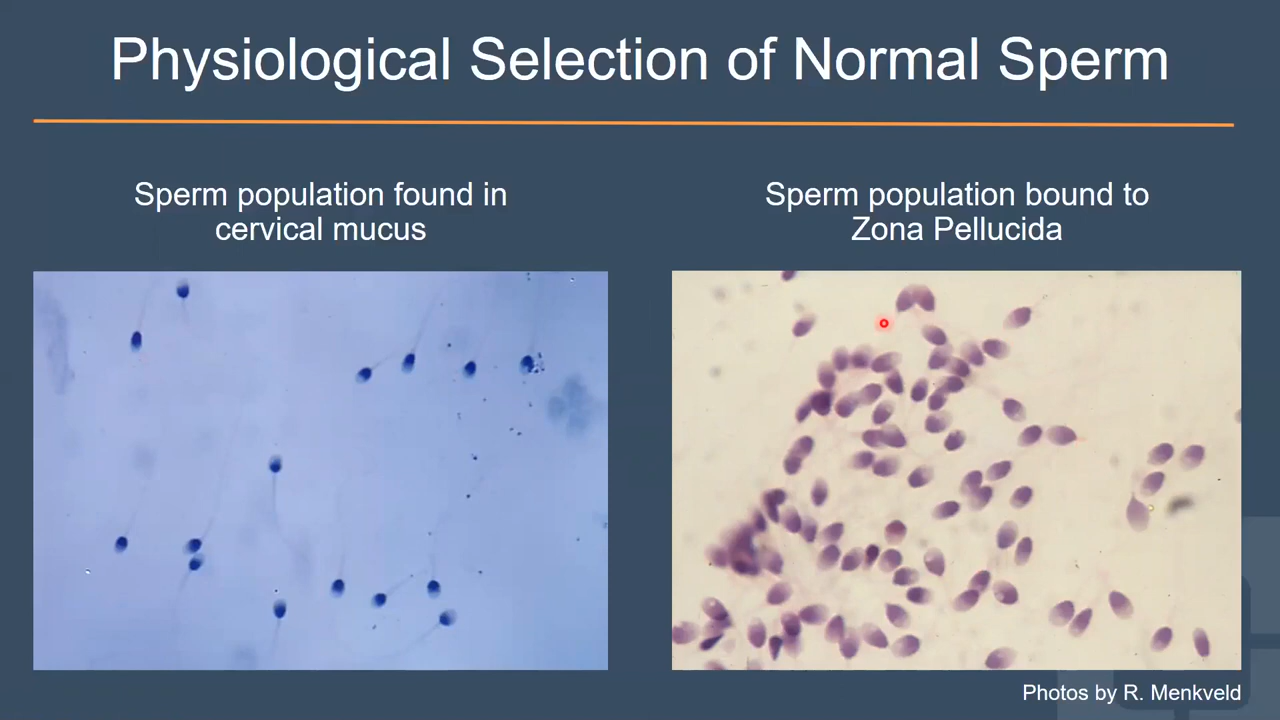 Physiological Selection of Normal Sperm
Sperm population found in
cervical mucus
Sperm population bound to
Zona Pellucida
Photos by R. Menkveld